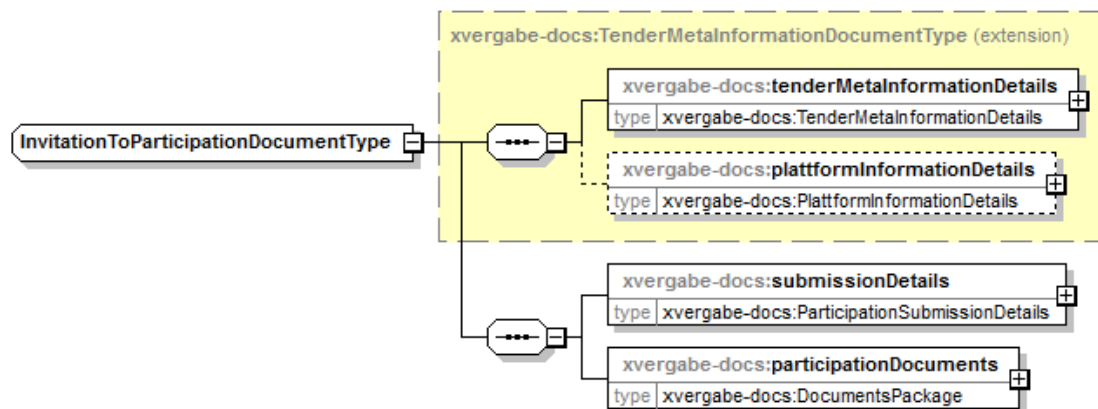 xvergabe-docs:TenderMetaInformationDocumentType (extension)
xvergabe-docs:tenderMetaInformationDetails
type xvergabe-docs:TenderMetaInformationDetails
InvitationToParticipationDocumentType
xvergabe-docs:plattformInformationDetails
type xvergabe-docs:PlattformInformationDetails
xvergabe-docs:submissionDetails
type xvergabe-docs:ParticipationSubmissionDetails
xvergabe-docs:participationDocuments
type xvergabe-docs:DocumentsPackage